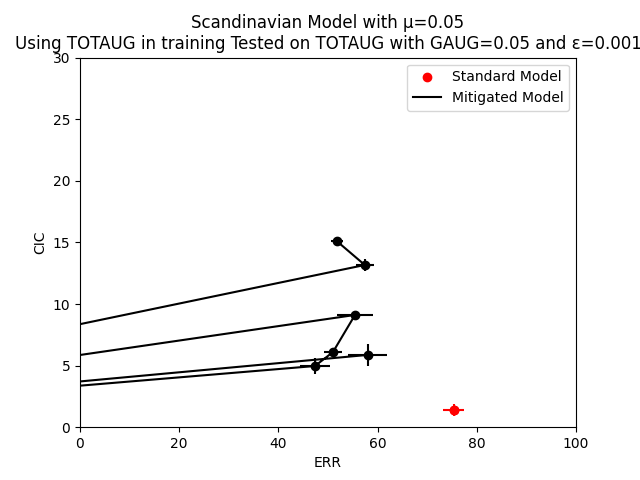 Scandinavian Model with μ=0.05
Using TOTAUG in training Tested on TOTAUG with GAUG=0.05 and ε=0.001
Standard Model
Mitigated Model
30
25
20
15
10
5
0
CIC
0 20 40 60 80 100
ERR